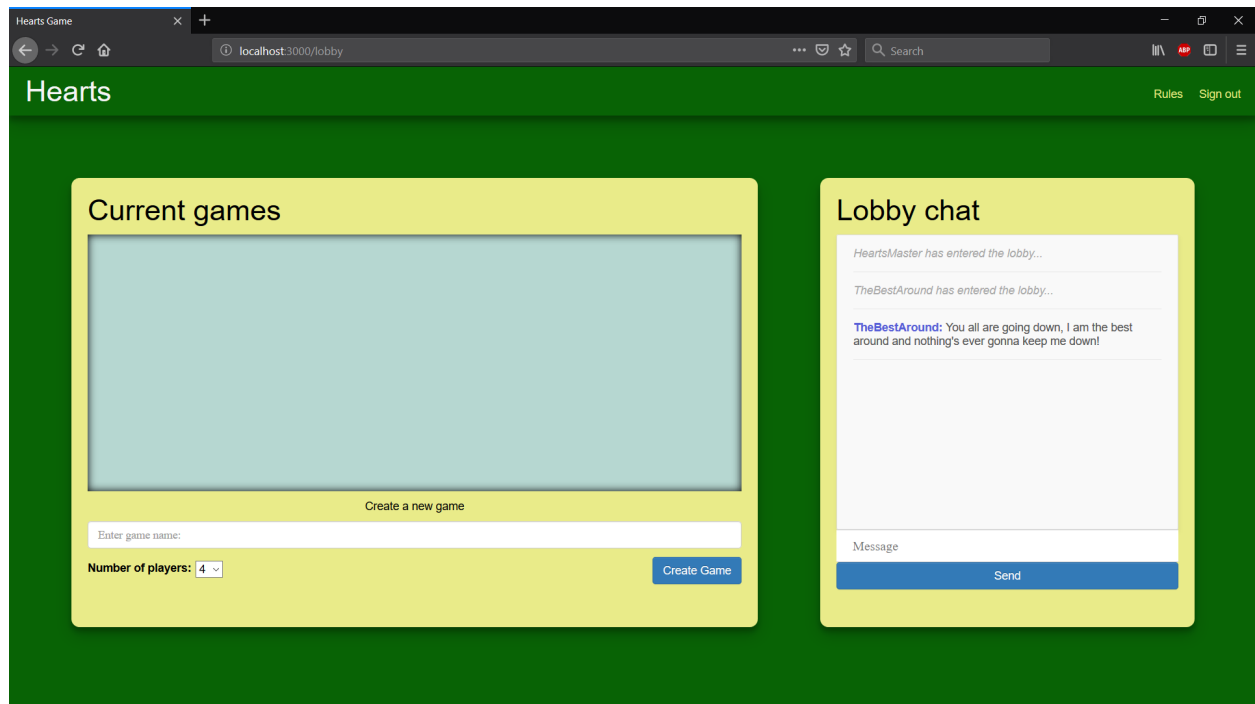 Hearts Game
localhost:3000/lobby
Search
ABP
Hearts
Rules Sign out
Current games
Create a new game
Enter game name:
Number of players: 4
Create Game
Lobby chat
HeartsMaster has entered the lobby...
TheBestAround has entered the lobby...
TheBestAround: You all are going down, I am the best
around and nothing's ever gonna keep me down!
Message
Send